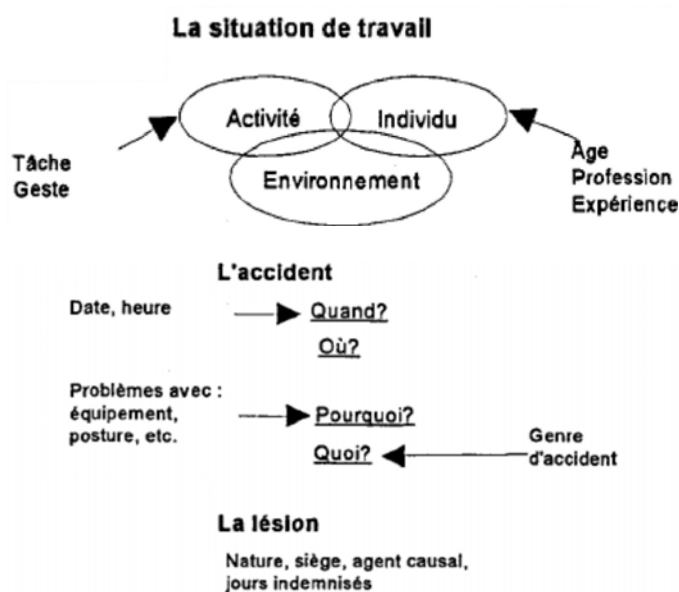 La situation de travail
Activité
Individu
Environnement
Tâche
Geste
Age
Profession
Expérience
L'accident
Date, heure
Quand?
Où?
Problèmes avec :
équipement,
posture, etc.
Pourquoi?
Quoi?
Genre
d'accident
La lésion
Nature, siège, agent causal,
jours indemnisés